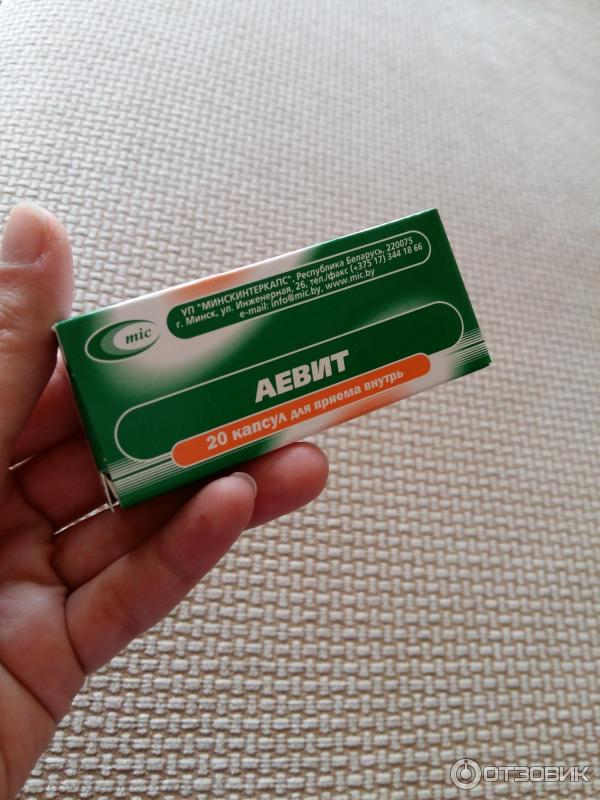 mic
УП "МИНСКИНТЕРКАПС", Республика Беларусь, 220075
г. Минск, ул. Инженерная, 26, тел./факс (+375 17) 344 18 66
e-mail: info@mic.by, www.mic.by
АЕВИТ
20 капсул для приема внутрь
ОТЗОВИК